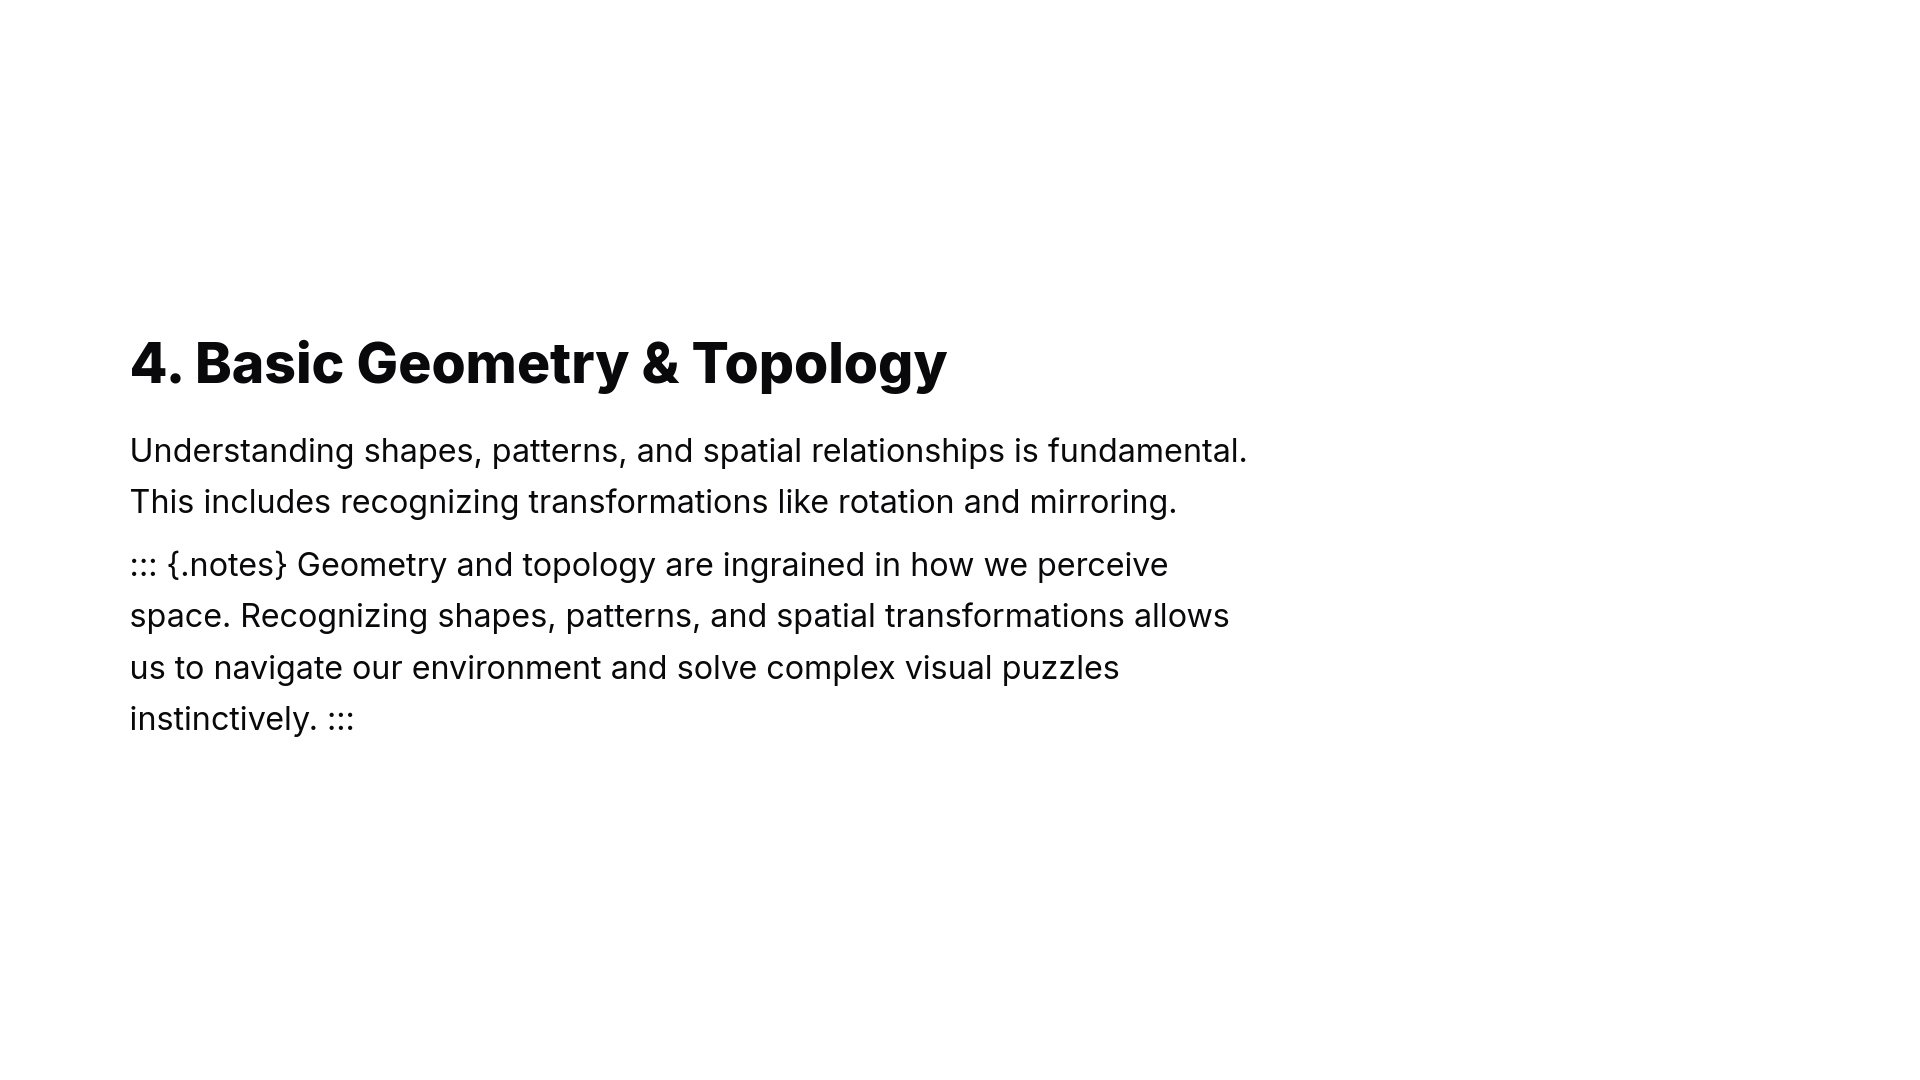 4. Basic Geometry & Topology
Understanding shapes, patterns, and spatial relationships is fundamental.
This includes recognizing transformations like rotation and mirroring.
::: {.notes} Geometry and topology are ingrained in how we perceive
space. Recognizing shapes, patterns, and spatial transformations allows
us to navigate our environment and solve complex visual puzzles
instinctively. :::